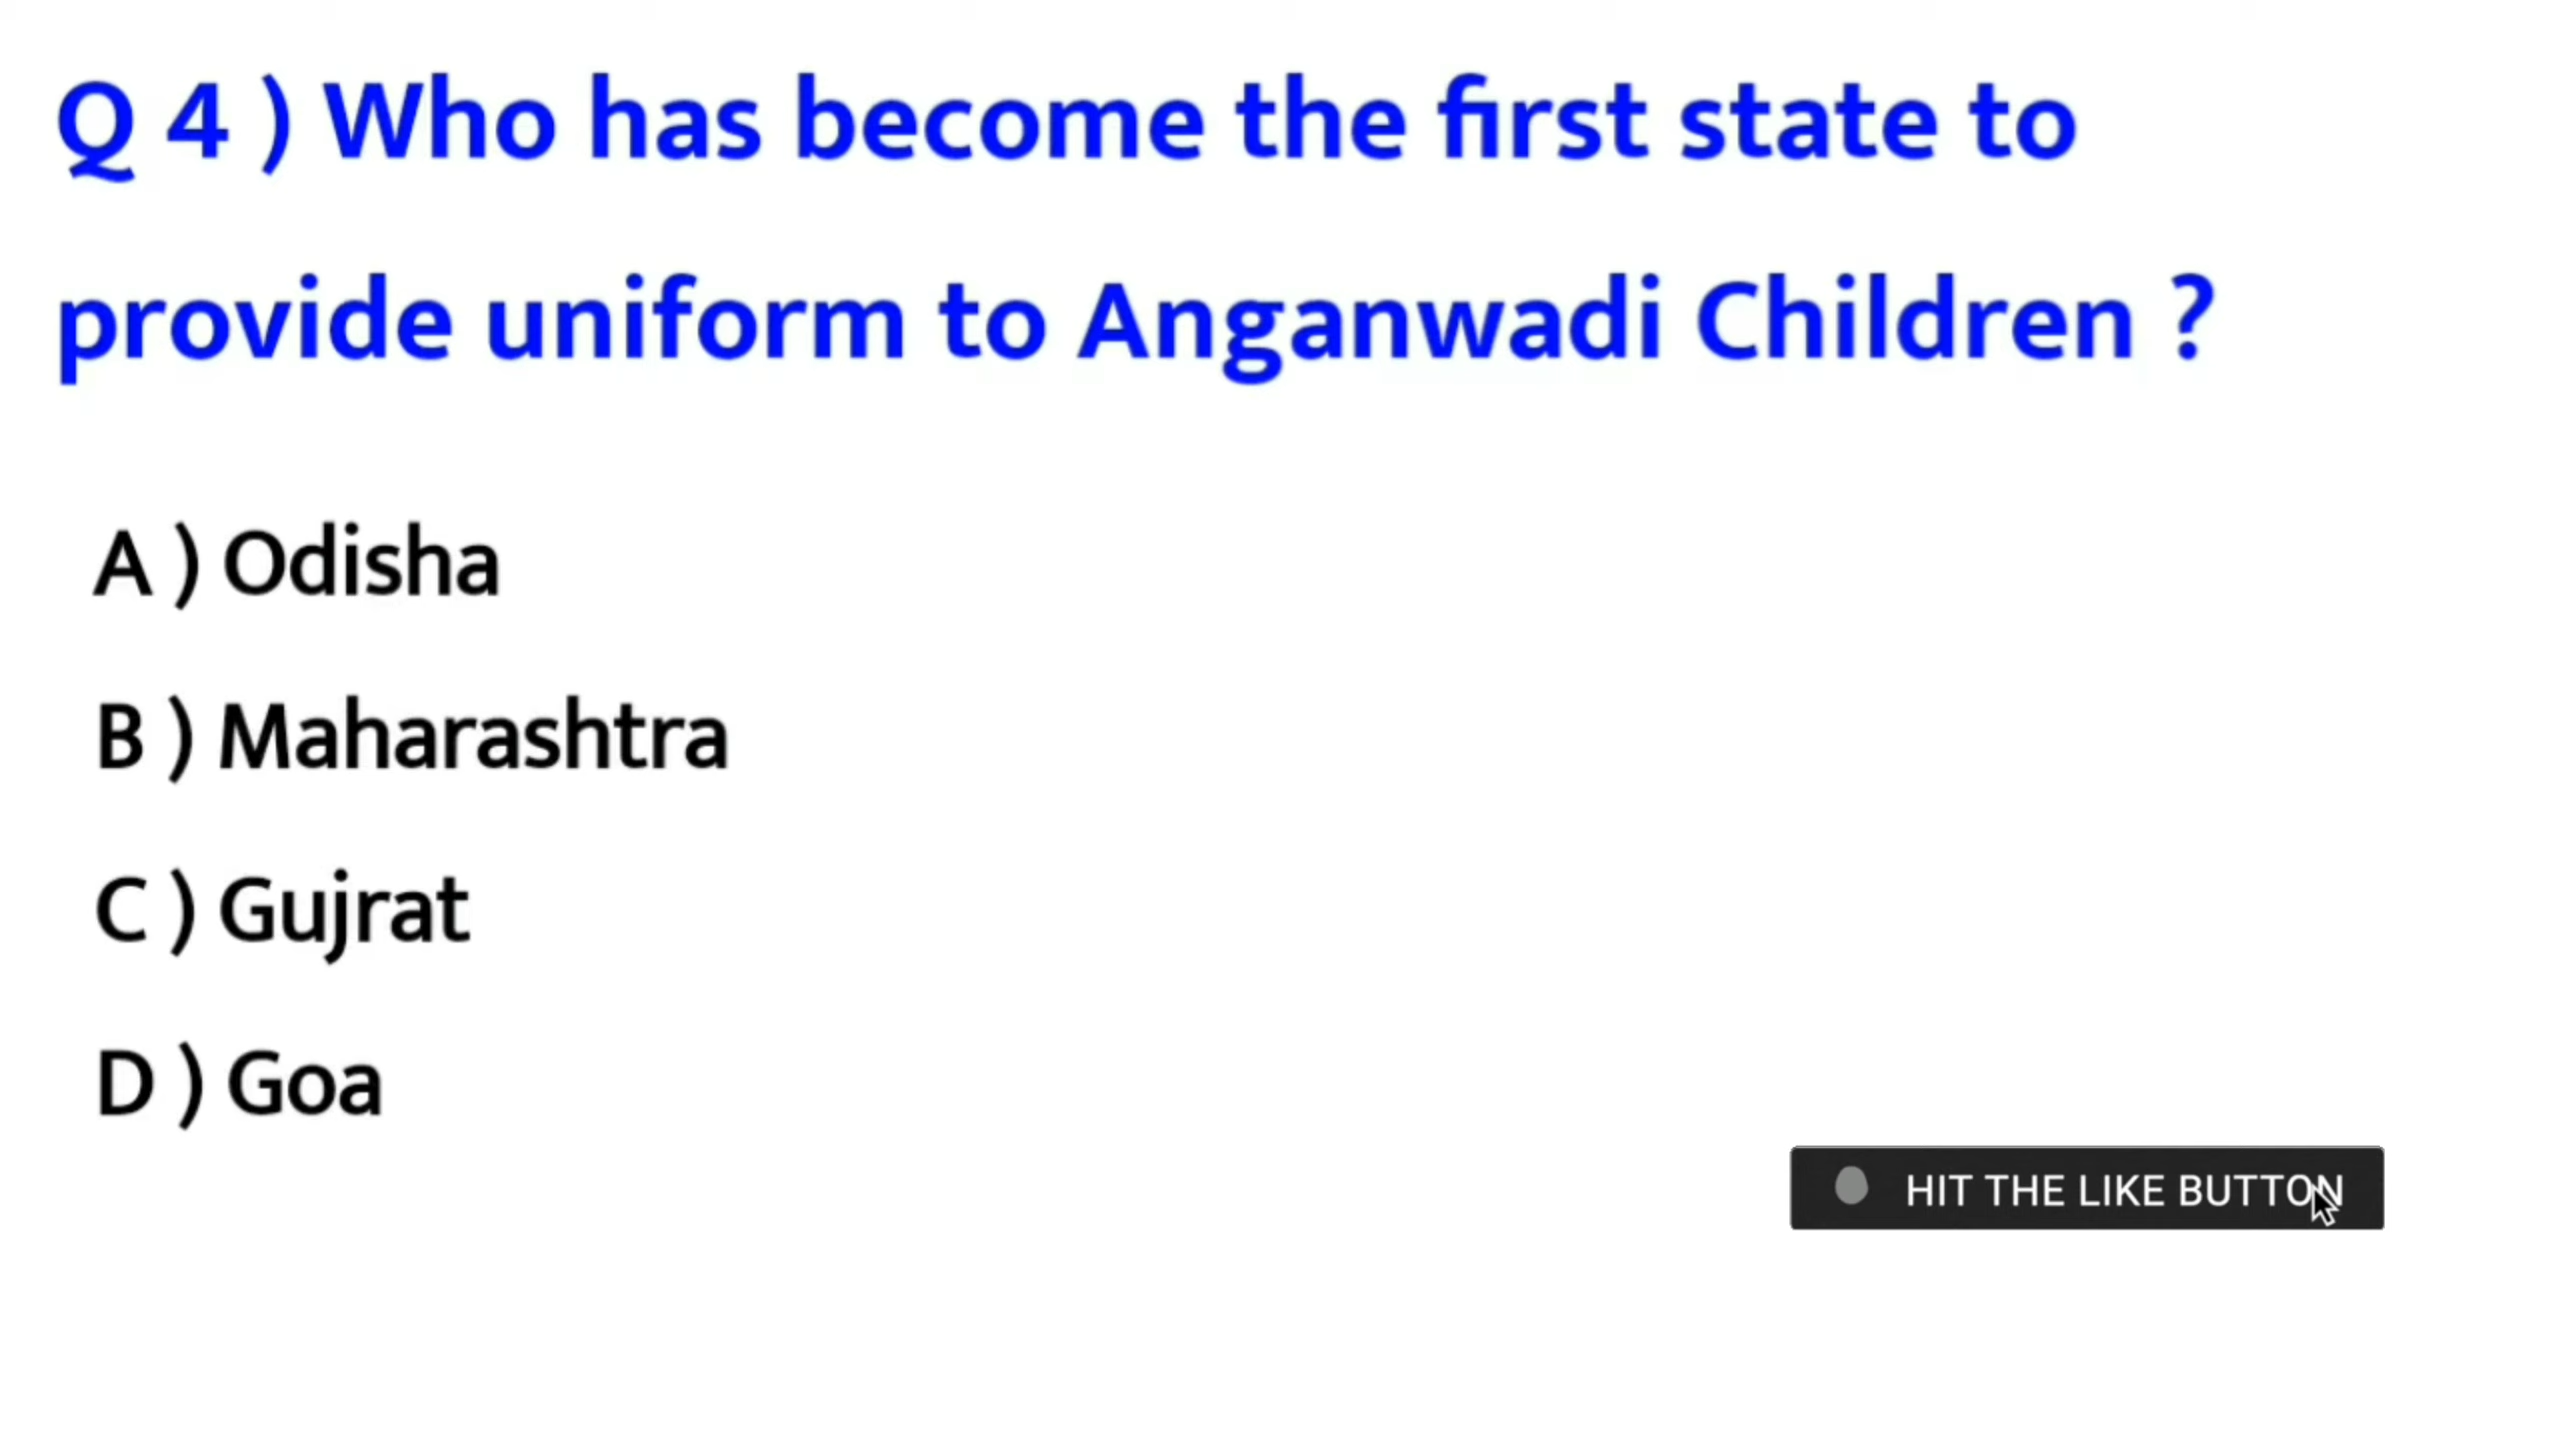 Q 4 ) Who has become the first state to
provide uniform to Anganwadi Children ?
A ) Odisha
B ) Maharashtra
C ) Gujrat
D ) Goa
HIT THE LIKE BUTTON